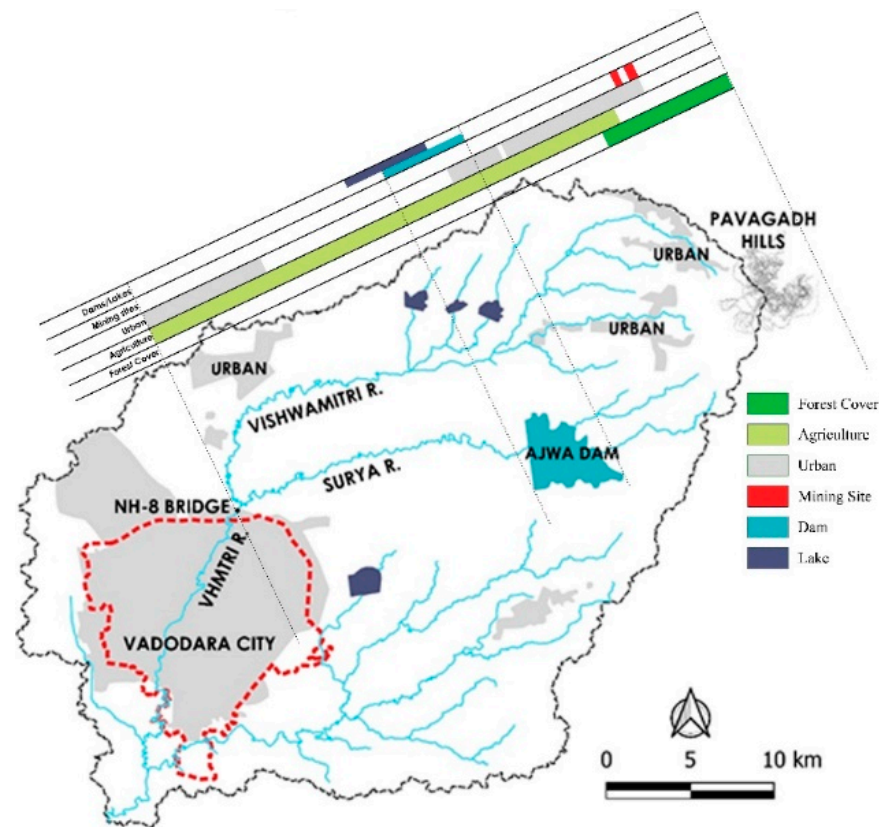 Dams/Lakes
Mining sites
Urban
Agriculture
Forest Cover
PAVAGADH
HILLS
URBAN
URBAN
URBAN
VISHWAMITRI R.
SURYA R.
AJWA DAM
NH-8 BRIDGE
VHMTRI R.
VADODARA CITY
Forest Cover
Agriculture
Urban
Mining Site
Dam
Lake
0 5 10 km